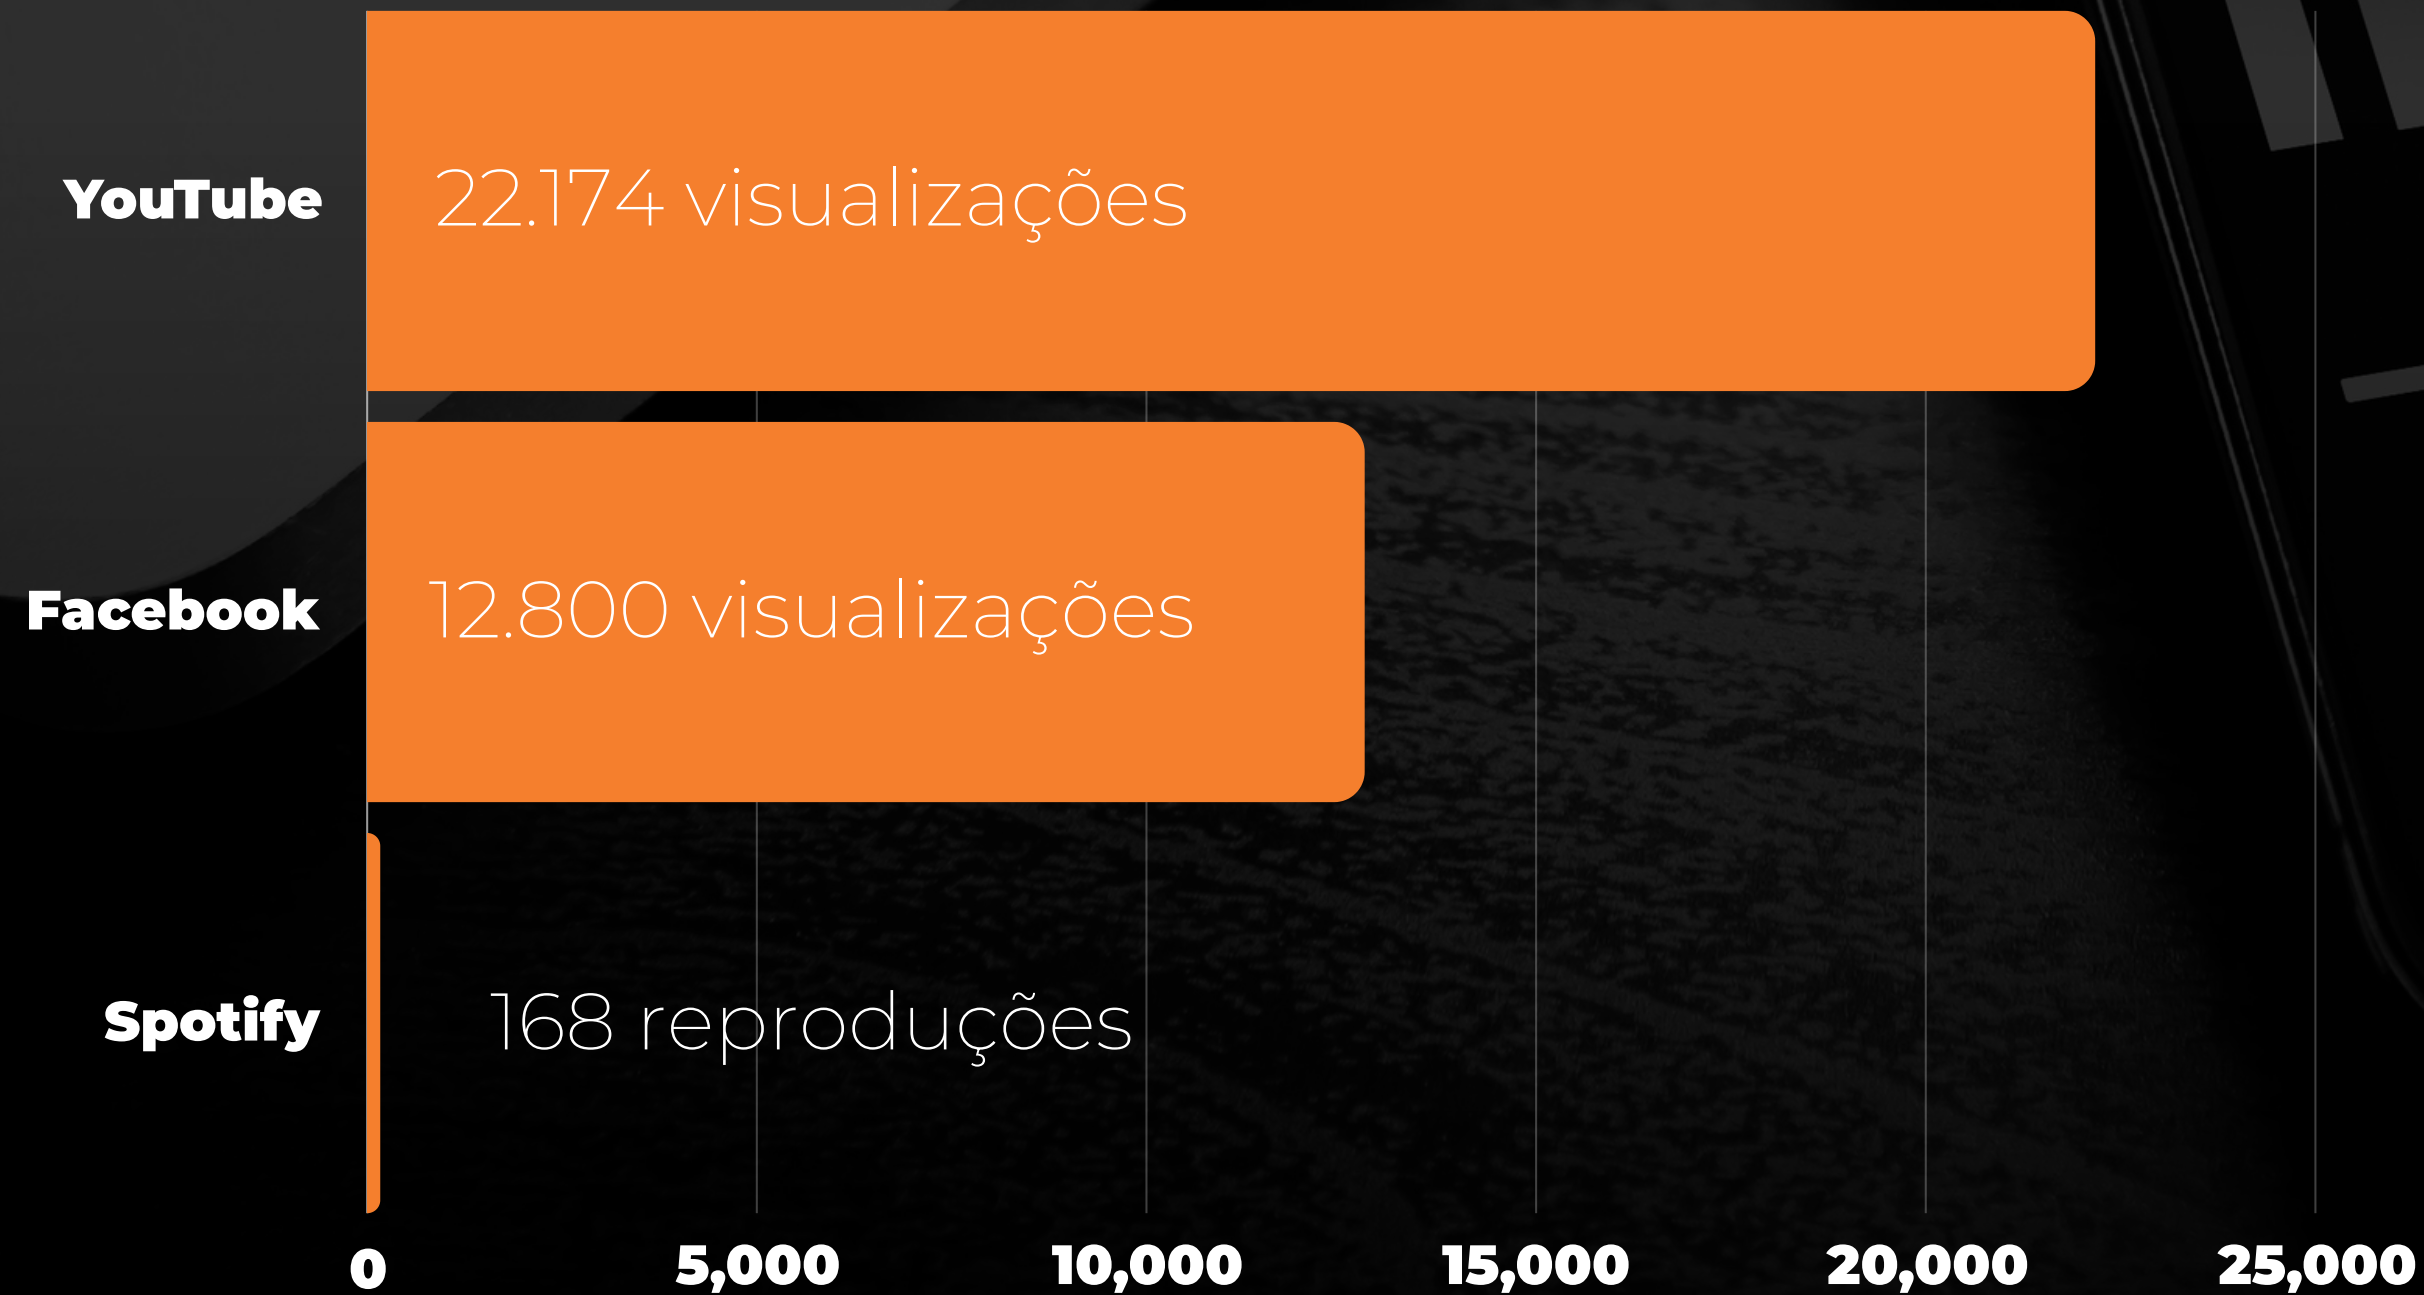 YouTube
22.174 visualizações
Facebook
12.800 visualizações
Spotify
168 reproduções
0
5,000
10,000
15,000
20,000
25,000